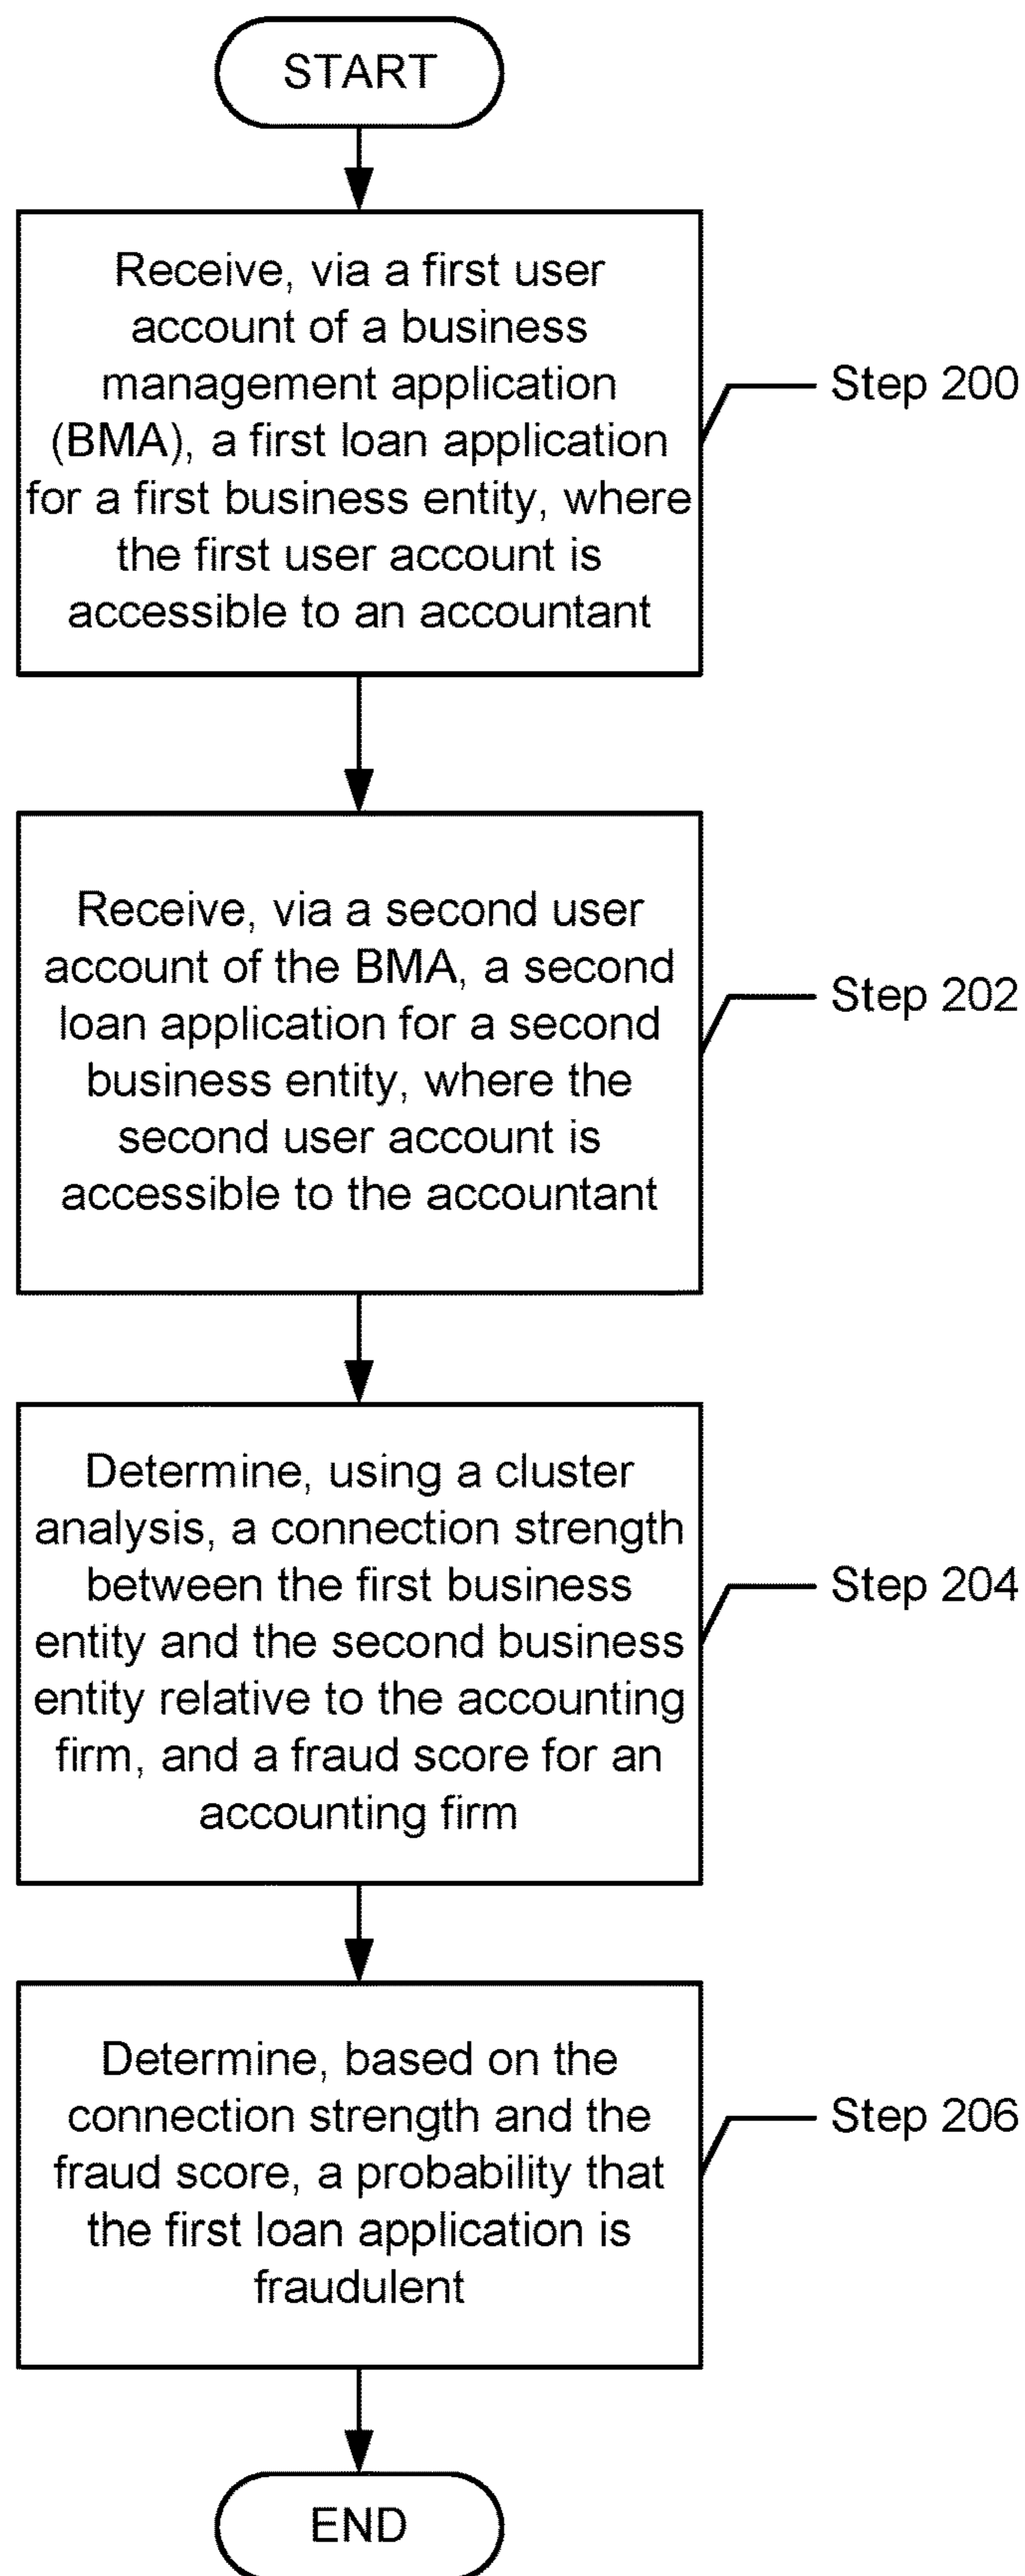 START
Receive, via a first user
account of a business
management application
(BMA), a first loan application
for a first business entity, where
the first user account is
accessible to an accountant
Step 200
Receive, via a second user
account of the BMA, a second
loan application for a second
business entity, where the
second user account is
accessible to the accountant
Step 202
Determine, using a cluster
analysis, a connection strength
between the first business
entity and the second business
entity relative to the accounting
firm, and a fraud score for an
accounting firm
Step 204
Determine, based on the
connection strength and the
fraud score, a probability that
the first loan application is
fraudulent
Step 206
END